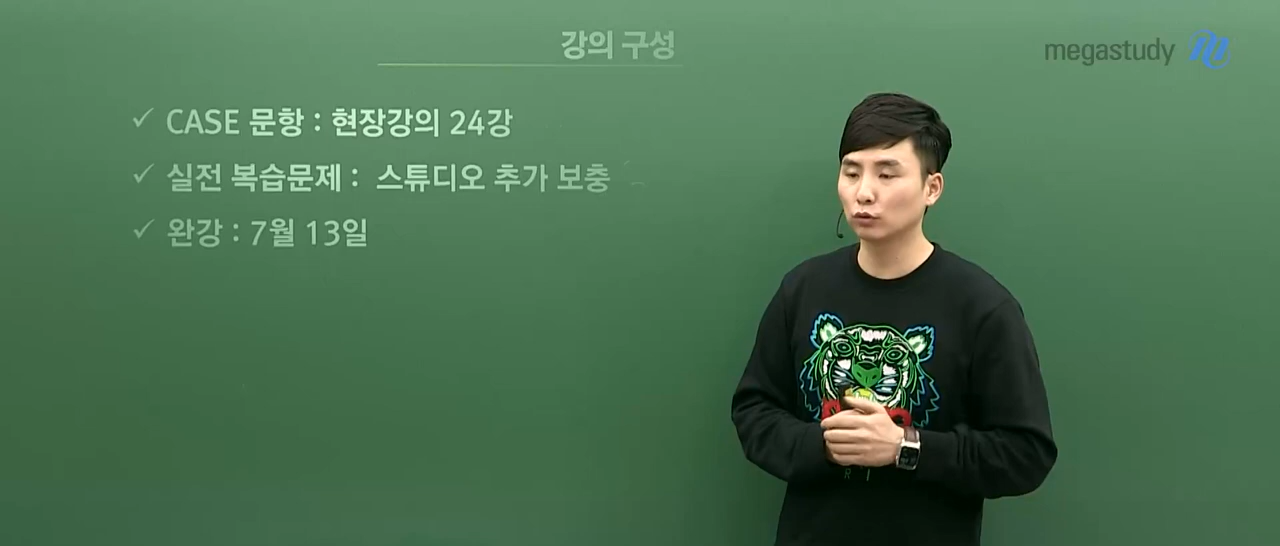 강의 구성
megastudy
✓ CASE 문항 : 현장강의 24강
✓ 실전 복습문제 : 스튜디오 추가 보충
✓ 완강 : 7월 13일